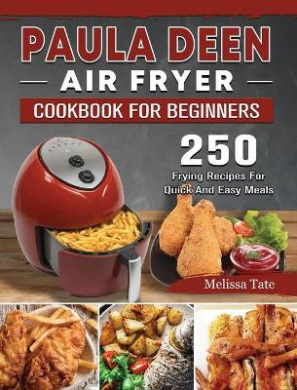 PAULA DEEN
AIR FRYER
COOKBOOK FOR BEGINNERS
250
Frying Recipes For
Quick And Easy Meals
Melissa Tate